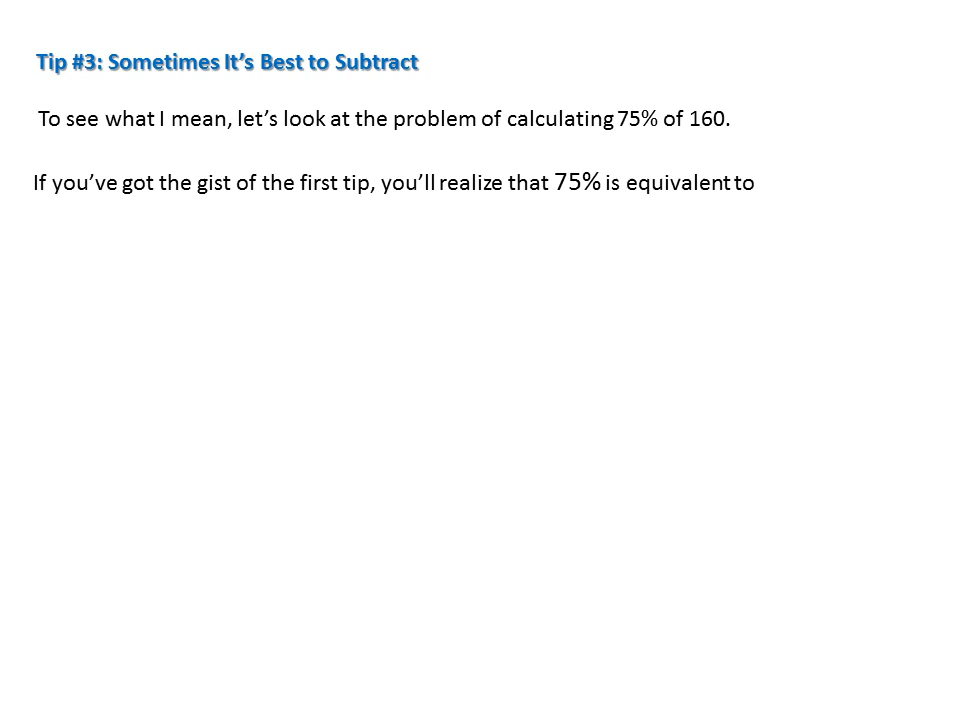 Tip #3: Sometimes It’s Best to Subtract
To see what I mean, let’s look at the problem of calculating 75% of 160.
If you’ve got the gist of the first tip, you’ll realize that 75% is equivalent to